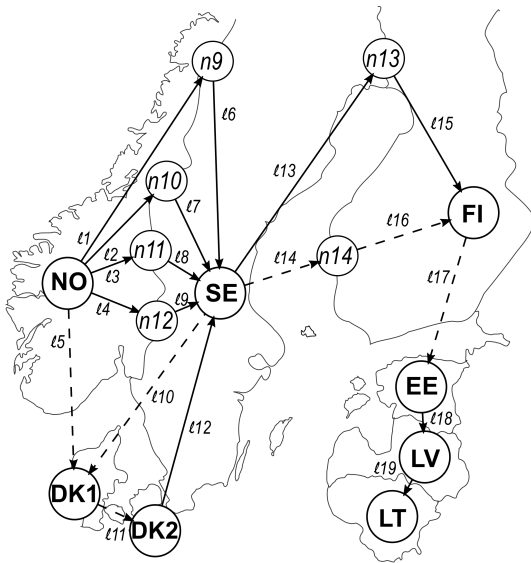 n9
n13
ℓ6
ℓ13
ℓ15
n10
ℓ7
ℓ1
ℓ2
n11
ℓ8
ℓ3
NO
ℓ4
n12
ℓ9
SE
ℓ14
n14
ℓ16
FI
ℓ17
ℓ5
ℓ10
ℓ12
EE
ℓ18
LV
ℓ19
DK1
ℓ11
DK2
LT